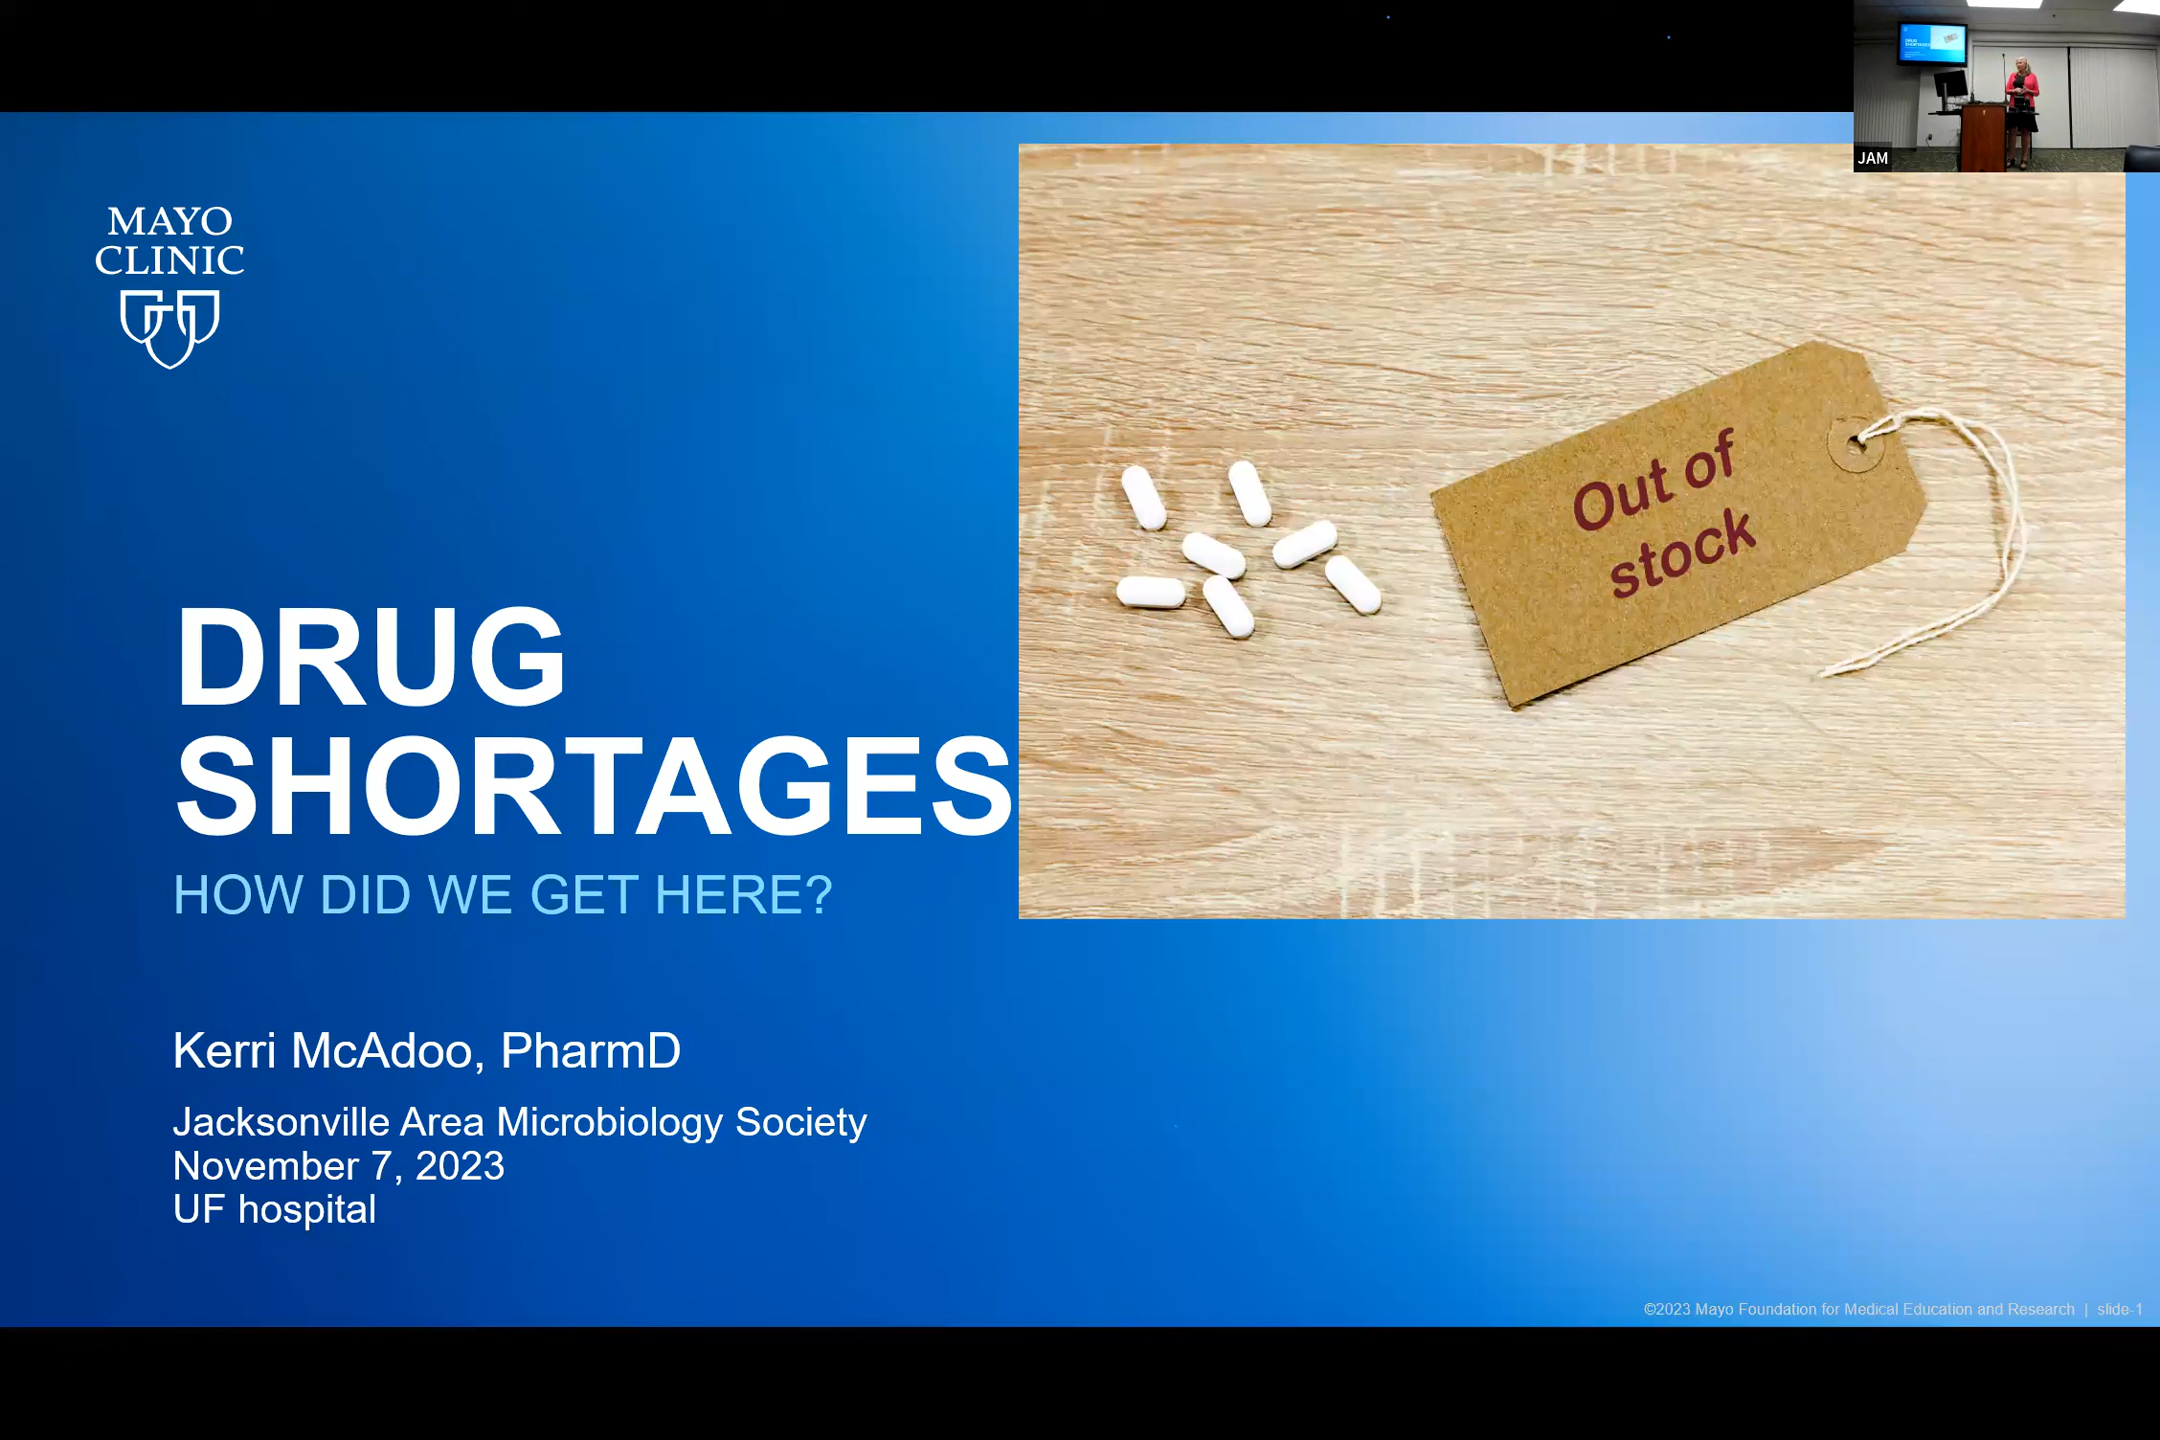 JAM
MAYO
CLINIC
Out of
stock
DRUG
SHORTAGES
HOW DID WE GET HERE?
Kerri McAdoo, PharmD
Jacksonville Area Microbiology Society
November 7, 2023
UF hospital
©2023 Mayo Foundation for Medical Education and Research | slide-1